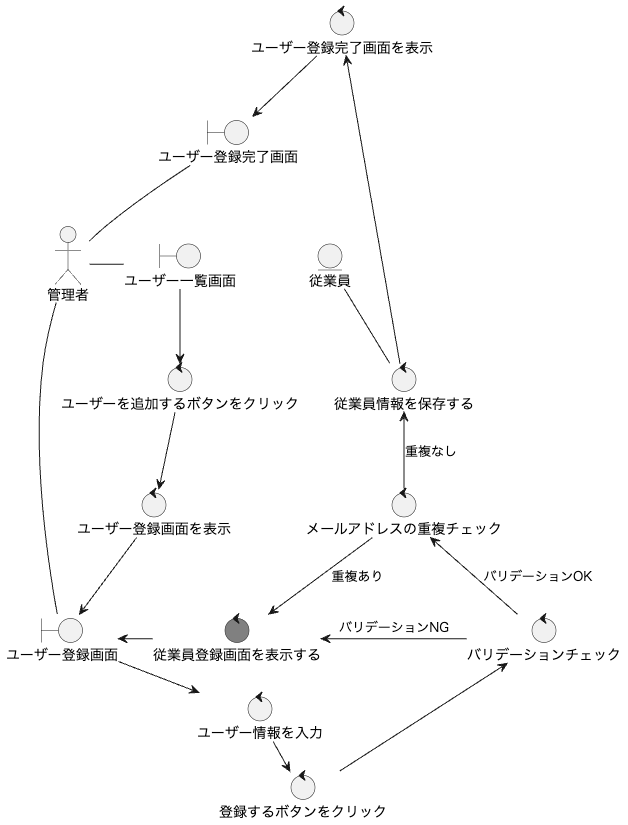 ユーザー登録完了画面を表示
ユーザー登録完了画面
管理者
ユーザー一覧画面
従業員
ユーザーを追加するボタンをクリック
従業員情報を保存する
重複なし
ユーザー登録画面を表示
メールアドレスの重複チェック
重複あり
バリデーションOK
バリデーションNG
ユーザー登録画面
従業員登録画面を表示する
バリデーションチェック
ユーザー情報を入力
登録するボタンをクリック